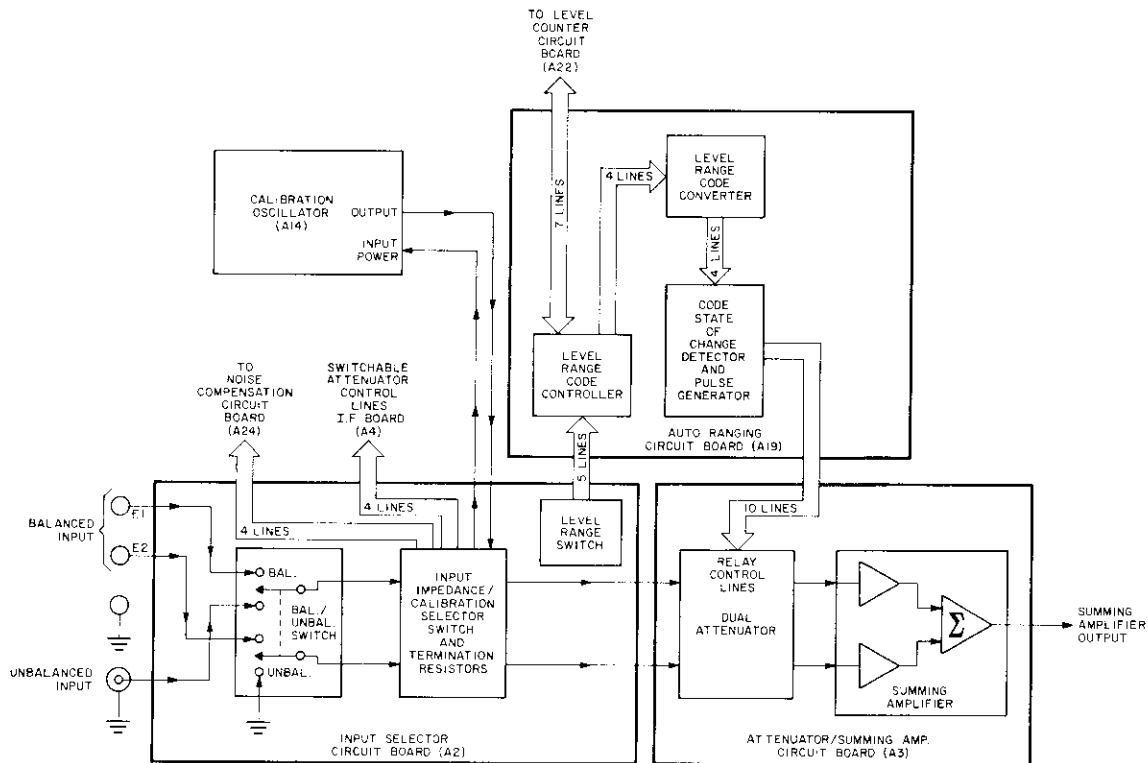 TO LEVEL
COUNTER
CIRCUIT
BOARD
(A22)
7 LINES
4 LINES
LEVEL
RANGE
CODE
CONVERTER
4 LINES
CODE
STATE
OF
CHANGE
DETECTOR
AND
PULSE
GENERATOR
LEVEL
RANGE
CODE
CONTROLLER
AUTO RANGING
CIRCUIT BOARD (A19)
CALIBRATION
OSCILLATOR
(A14)
OUTPUT
INPUT
POWER
TO
NOISE
COMPENSATION
CIRCUIT
BOARD
(A24)
SWITCHABLE
ATTENUATOR
CONTROL
LINES
I.F BOARD
(A4)
4 LINES
4 LINES
5 LINES
LEVEL
RANGE
SWITCH
10 LINES
BALANCED
INPUT
E1
E2
UNBALANCED
INPUT
BAL.
BAL./
UNBAL.
SWITCH
UNBAL.
INPUT
IMPEDANCE/
CALIBRATION
SELECTOR
SWITCH
AND
TERMINATION
RESISTORS
INPUT SELECTOR
CIRCUIT BOARD (A2)
RELAY
CONTROL
LINES
DUAL
ATTENUATOR
Σ
SUMMING
AMPLIFIER
SUMMING
AMPLIFIER
OUTPUT
ATTENUATOR/SUMMING AMP.
CIRCUIT BOARD (A3)